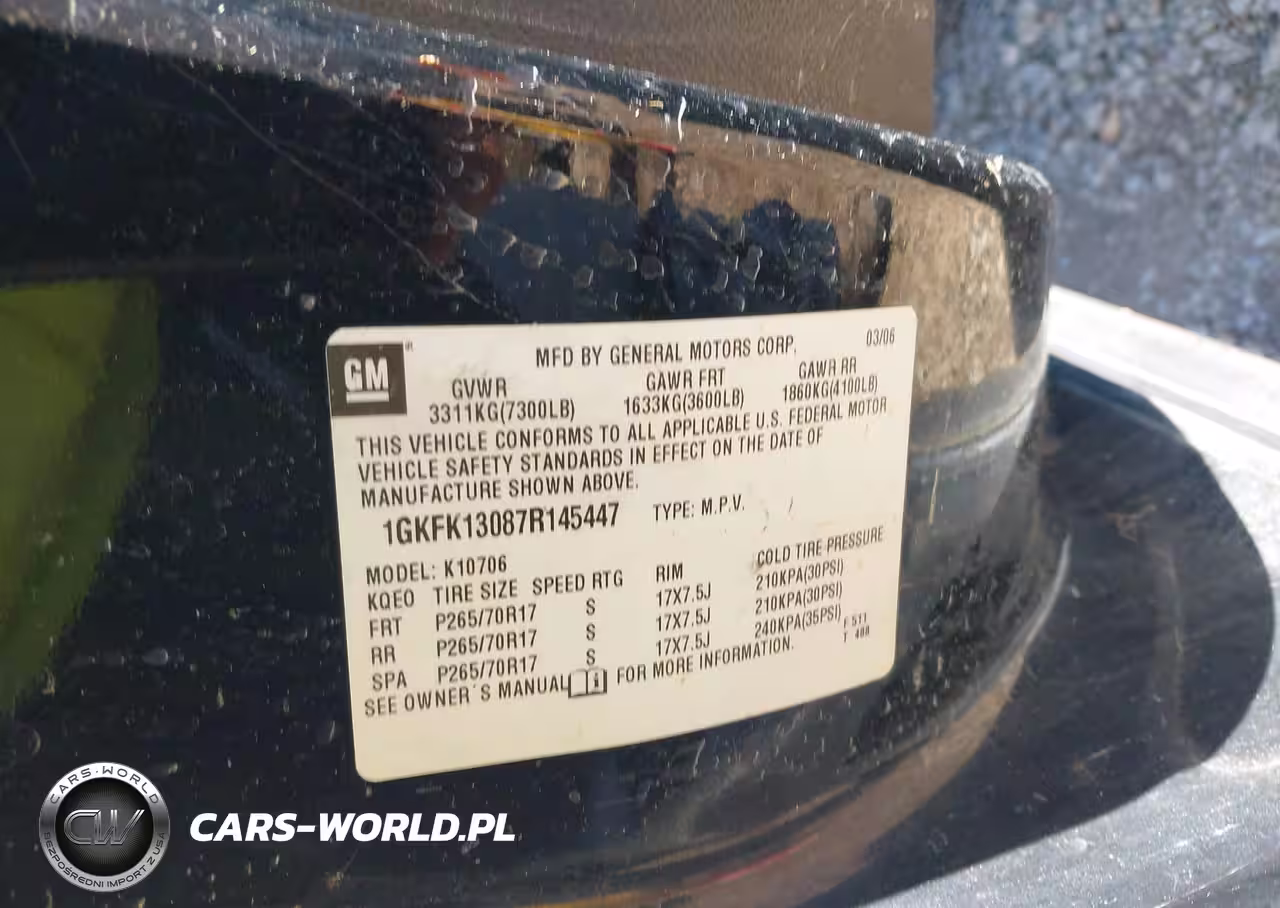 GM
MFD BY GENERAL MOTORS CORP. 03/06
GVWR GAWR FRT GAWR RR
3311KG(7300LB) 1633KG(3600LB) 1860KG(4100LB)
THIS VEHICLE CONFORMS TO ALL APPLICABLE U.S. FEDERAL MOTOR
VEHICLE SAFETY STANDARDS IN EFFECT ON THE DATE OF
MANUFACTURE SHOWN ABOVE.
1GKFK13087R145447 TYPE: M.P.V.
MODEL: K10706
KQEO TIRE SIZE SPEED RTG RIM COLD TIRE PRESSURE
FRT P265/70R17 S 17X7.5J 210KPA(30PSI)
RR P265/70R17 S 17X7.5J 210KPA(30PSI)
SPA P265/70R17 S 17X7.5J 240KPA(35PSI)
SEE OWNER'S MANUAL FOR MORE INFORMATION.
F 511
T 488
CARS-WORLD
CW
BEZPOŚREDNI IMPORT Z USA
CARS-WORLD.PL